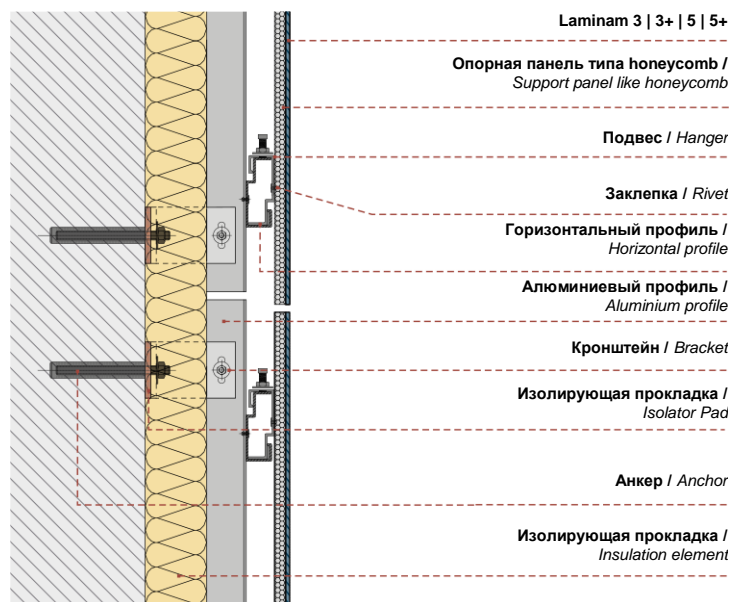 Laminam 3 | 3+ | 5 | 5+
Опорная панель типа honeycomb /
Support panel like honeycomb
Подвес / Hanger
Заклепка / Rivet
Горизонтальный профиль /
Horizontal profile
Алюминиевый профиль /
Aluminium profile
Кронштейн / Bracket
Изолирующая прокладка /
Isolator Pad
Анкер / Anchor
Изолирующая прокладка /
Insulation element